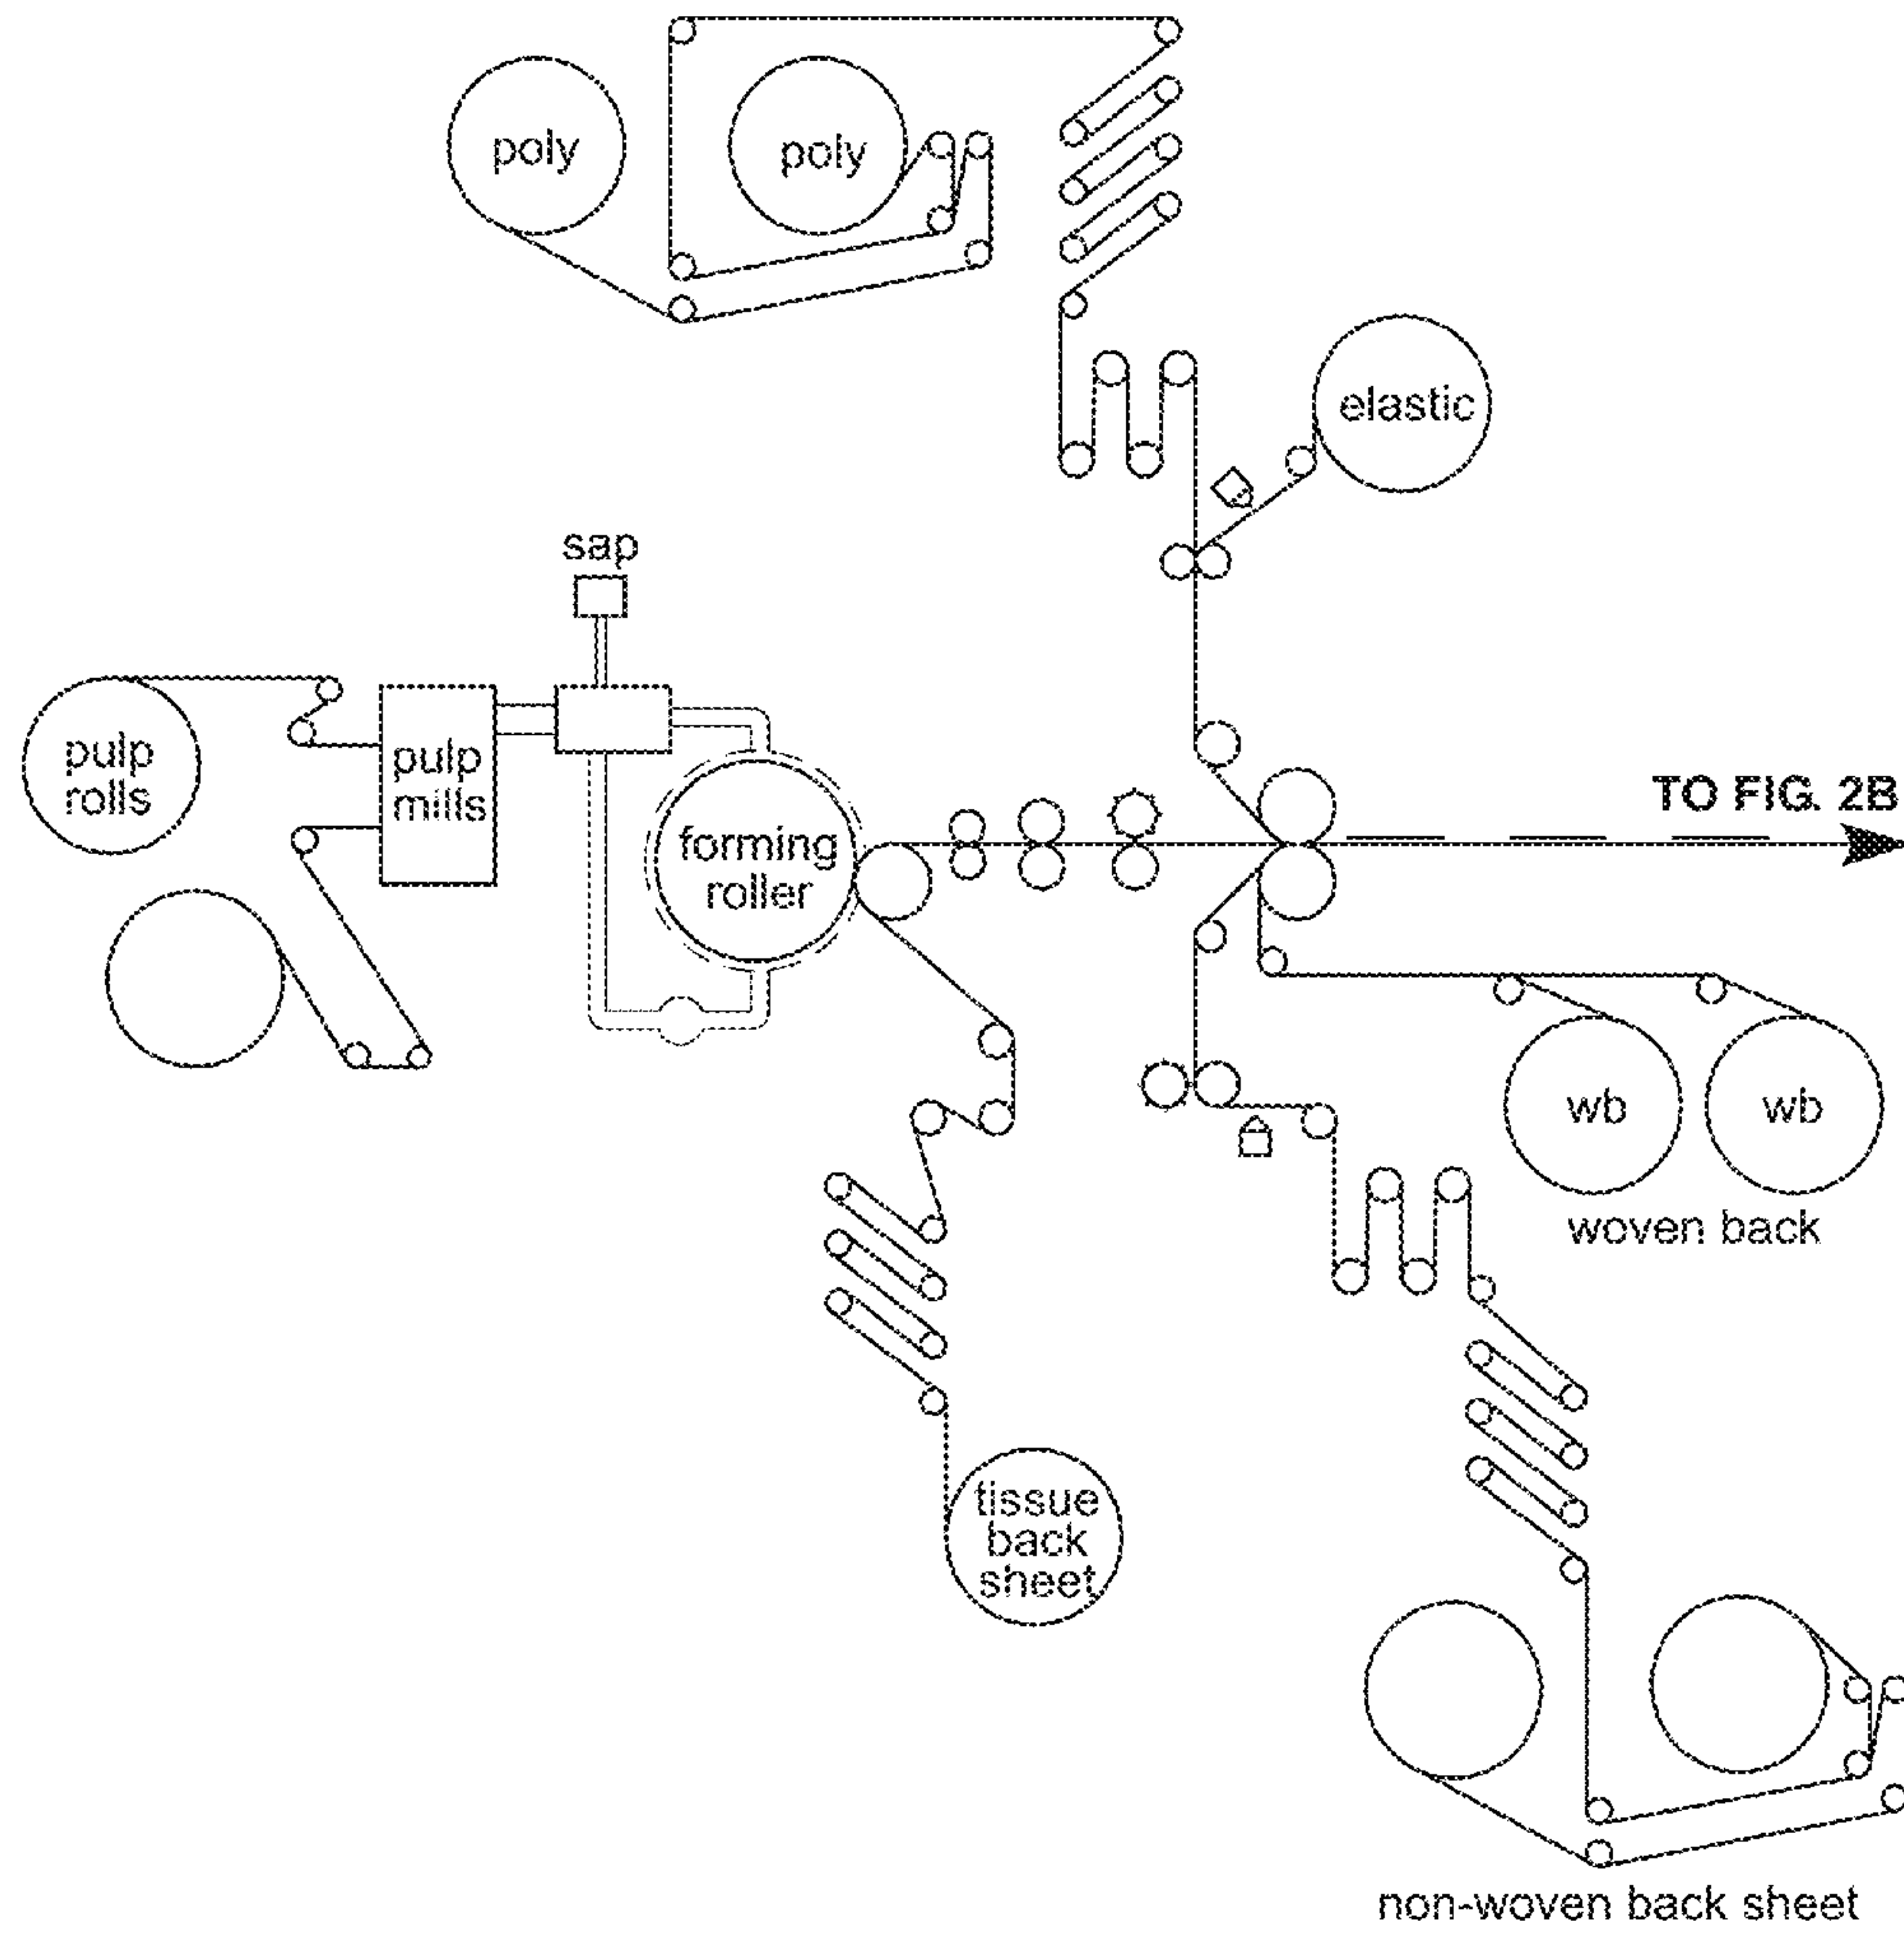 poly
poly
elastic
sap
pulp
rolls
pulp
mills
forming
roller
TO FIG. 2B
wb
wb
woven back
tissue
back
sheet
non-woven back sheet